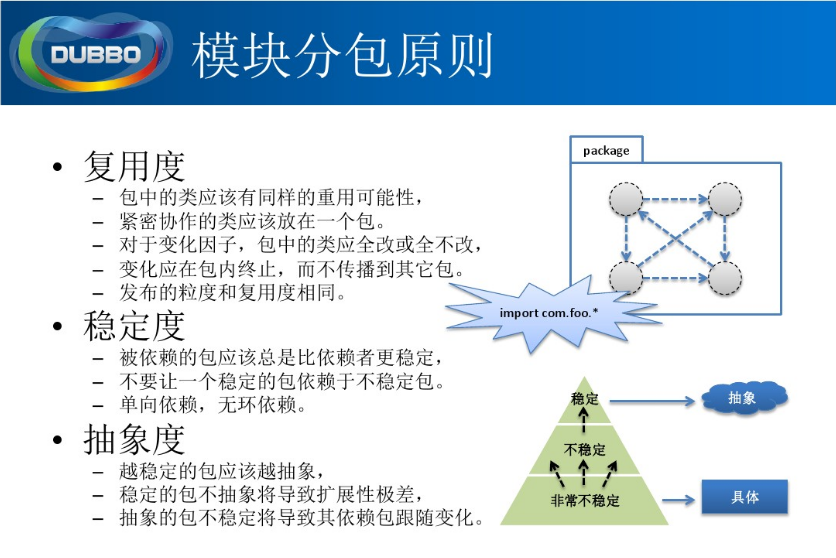 DUBBO
模块分包原则
• 复用度
– 包中的类应该有同样的重用可能性，
– 紧密协作的类应该放在一个包。
– 对于变化因子，包中的类应全改或全不改，
– 变化应在包内终止，而不传播到其它包。
– 发布的粒度和复用度相同。
• 稳定度
– 被依赖的包应该总是比依赖者更稳定，
– 不要让一个稳定的包依赖于不稳定包。
– 单向依赖，无环依赖。
• 抽象度
– 越稳定的包应该越抽象，
– 稳定的包不抽象将导致扩展性极差，
– 抽象的包不稳定将导致其依赖包跟随变化。
package
import com.foo.*
稳定
抽象
不稳定
非常不稳定
具体